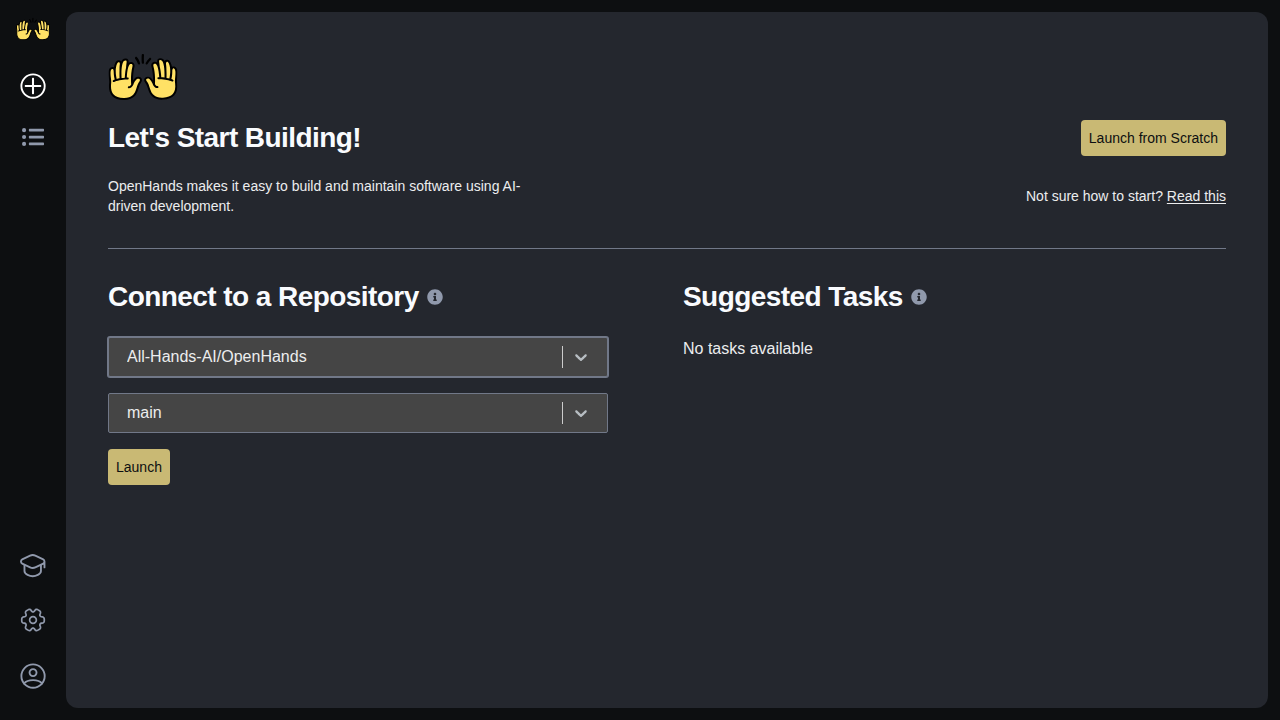 Let's Start Building!
Launch from Scratch
OpenHands makes it easy to build and maintain software using AI-
driven development.
Not sure how to start? Read this
Connect to a Repository
All-Hands-AI/OpenHands
main
Launch
Suggested Tasks
No tasks available